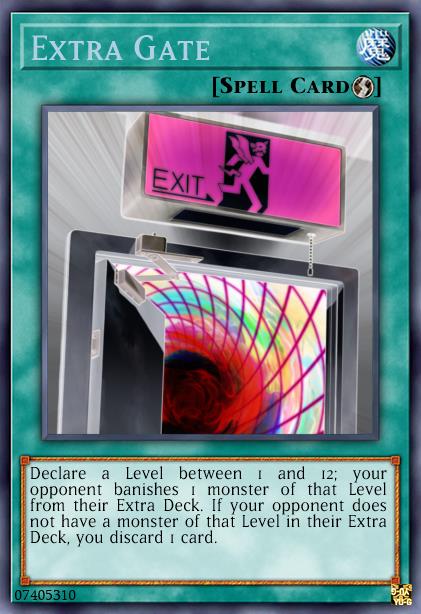 Extra Gate
[Spell Card]
EXIT
Declare a Level between 1 and 12; your
opponent banishes 1 monster of that Level
from their Extra Deck. If your opponent does
not have a monster of that Level in their Extra
Deck, you discard 1 card.
07405310